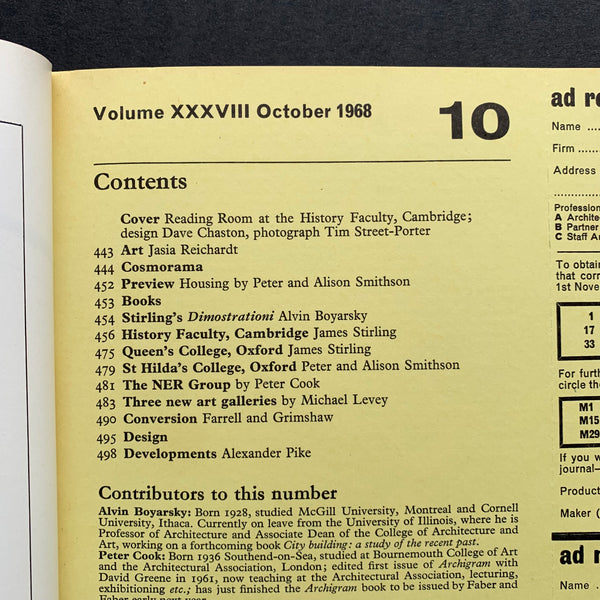 Volume XXXVIII October 1968
10
Contents
Cover Reading Room at the History Faculty, Cambridge;
design Dave Chaston, photograph Tim Street-Porter
443 Art Jasia Reichardt
444 Cosmorama
452 Preview Housing by Peter and Alison Smithson
453 Books
454 Stirling's Dimostrationi Alvin Boyarsky
456 History Faculty, Cambridge James Stirling
475 Queen's College, Oxford James Stirling
479 St Hilda's College, Oxford Peter and Alison Smithson
481 The NER Group by Peter Cook
483 Three new art galleries by Michael Levey
490 Conversion Farrell and Grimshaw
495 Design
498 Developments Alexander Pike
Contributors to this number
Alvin Boyarsky: Born 1928, studied McGill University, Montreal and Cornell
University, Ithaca. Currently on leave from the University of Illinois, where he is
Professor of Architecture and Associate Dean of the College of Architecture and
Art, working on a forthcoming book City building: a study of the recent past.
Peter Cook: Born 1936 Southend-on-Sea, studied at Bournemouth College of Art
and the Architectural Association, London; edited first issue of Archigram with
David Greene in 1961, now teaching at the Architectural Association, lecturing,
exhibitioning etc.; has just finished the Archigram book to be issued by Faber and
Faber early next year.
ad re
Name ....
Firm ......
Address
Profession
A Archite
B Partner
C Staff Ar
To obtain
that corr
1st Nove
1
17
33
For furth
circle the
M1
M15
M29
If you w
journal—
Product
Maker (
ad r
Name .